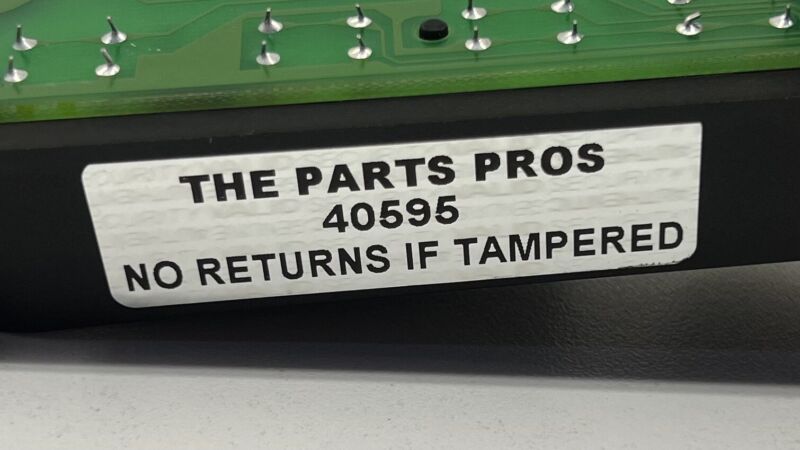 THE PARTS PROS
40595
NO RETURNS IF TAMPERED